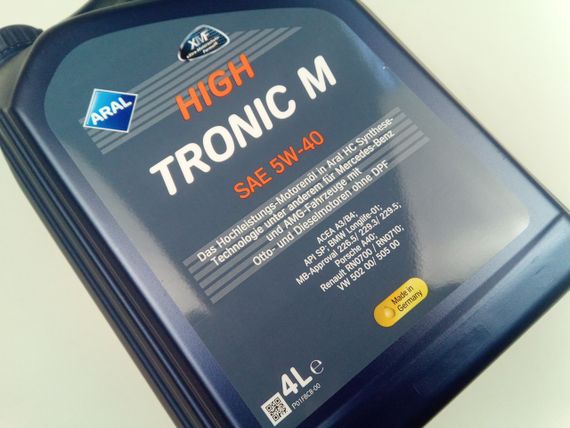 XMF
ARAL
HIGH
TRONIC M
SAE 5W-40
Das Hochleistungs-Motorenöl in Aral HC Synthese-
Technologie unter anderem für Mercedes-Benz
und AMG-Fahrzeuge mit
Otto- und Dieselmotoren ohne DPF
ACEA A3/B4;
API SP; BMW Longlife-01;
MB-Approval 226.5/ 229.3/ 229.5;
Porsche A40;
Renault RN0700 / RN0710;
VW 502 00/ 505 00
Made in
Germany
4L e